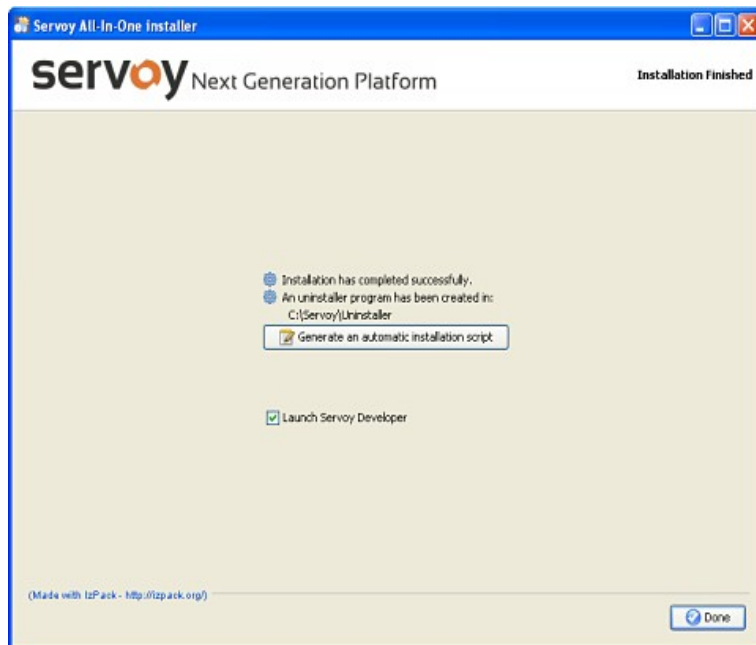 Servoy All-In-One installer
servoy Next Generation Platform
Installation Finished
Installation has completed successfully.
An uninstaller program has been created in:
C:\Servoy\Uninstaller
Generate an automatic installation script
Launch Servoy Developer
(Made with IzPack - http://izpack.org/)
Done